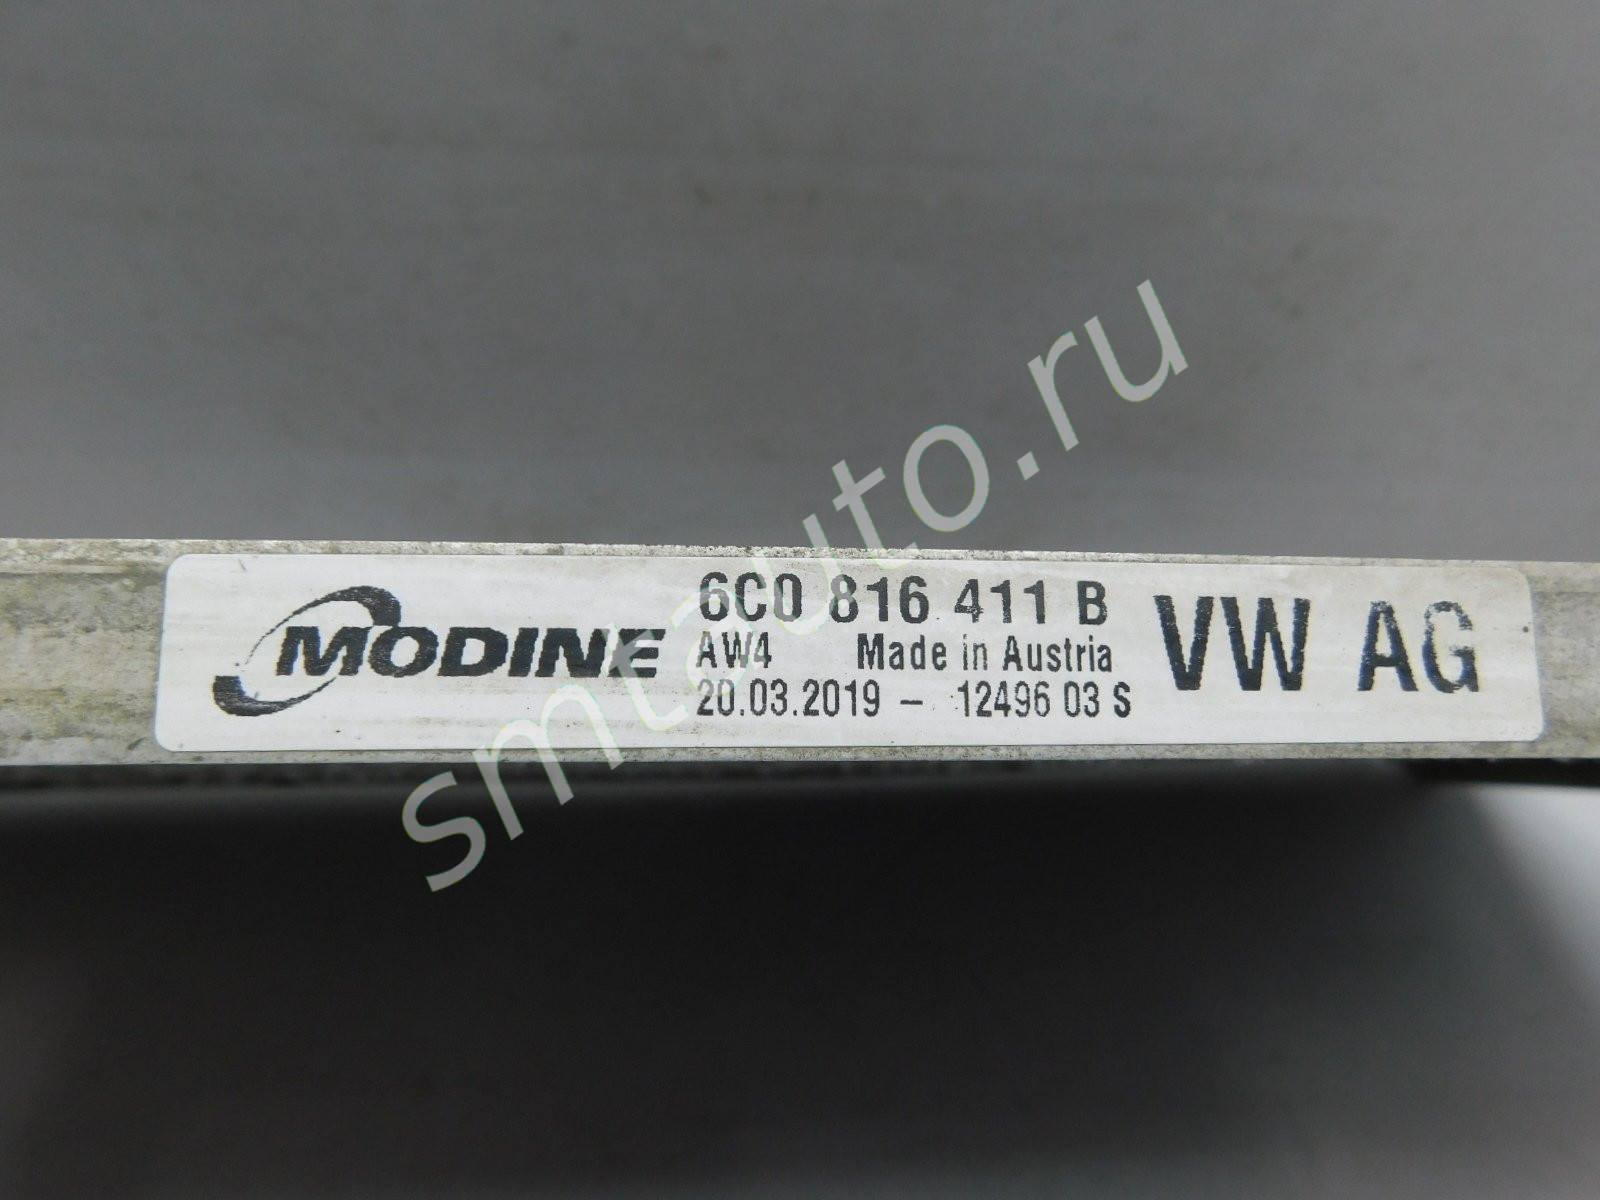 MODINE
6C0 816 411 B
AW4 Made in Austria
20.03.2019 – 12496 03 S
VW AG
smtauto.ru